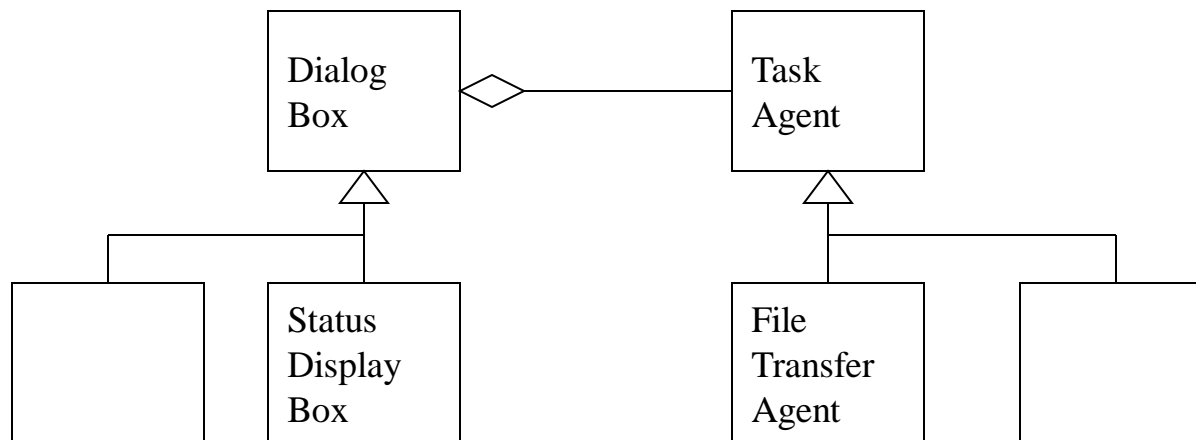 Dialog
Box
Task
Agent
Status
Display
Box
File
Transfer
Agent